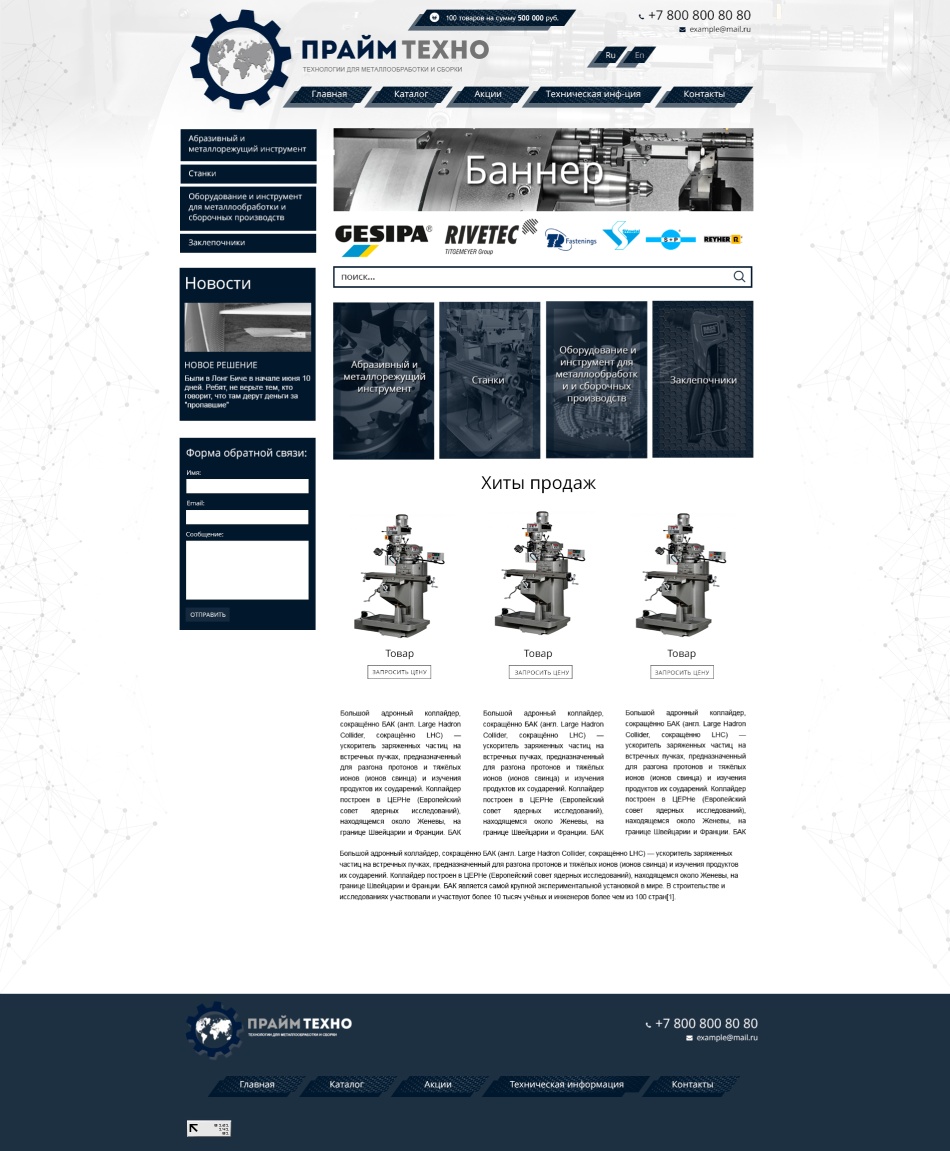 100 товаров на сумму 500 000 руб.
+7 800 800 80 80
example@mail.ru
ПРАЙМ ТЕХНО
ТЕХНОЛОГИИ ДЛЯ МЕТАЛЛООБРАБОТКИ И СБОРКИ
Ru En
Главная Каталог Акции Техническая инф-ция Контакты
Абразивный и
металлорежущий инструмент
Станки
Оборудование и инструмент
для металлообработки и
сборочных производств
Заклепочники
Новости
НОВОЕ РЕШЕНИЕ
Были в Лонг Биче в начале июня 10
дней. Ребят, не верьте тем, кто
говорит, что там дерут деньги за
"пропавшие"
Форма обратной связи:
Имя:
Email:
Сообщение:
ОТПРАВИТЬ
Баннер
GESIPA®
RIVETEC
TITGEMEYER Group
Fastenings
S+P
REYHER
поиск...
Абразивный и
металлорежущий
инструмент
Станки
Оборудование и
инструмент для
металлообработк
и и сборочных
производств
Заклепочники
Хиты продаж
Товар
ЗАПРОСИТЬ ЦЕНУ
Товар
ЗАПРОСИТЬ ЦЕНУ
Товар
ЗАПРОСИТЬ ЦЕНУ
Большой адронный коллайдер,
сокращённо БАК (англ. Large Hadron
Collider, сокращённо LHC) —
ускоритель заряженных частиц на
встречных пучках, предназначенный
для разгона протонов и тяжёлых
ионов (ионов свинца) и изучения
продуктов их соударений. Коллайдер
построен в ЦЕРНе (Европейский
совет ядерных исследований),
находящемся около Женевы, на
границе Швейцарии и Франции. БАК
Большой адронный коллайдер,
сокращённо БАК (англ. Large Hadron
Collider, сокращённо LHC) —
ускоритель заряженных частиц на
встречных пучках, предназначенный
для разгона протонов и тяжёлых
ионов (ионов свинца) и изучения
продуктов их соударений. Коллайдер
построен в ЦЕРНе (Европейский
совет ядерных исследований),
находящемся около Женевы, на
границе Швейцарии и Франции. БАК
Большой адронный коллайдер,
сокращённо БАК (англ. Large Hadron
Collider, сокращённо LHC) —
ускоритель заряженных частиц на
встречных пучках, предназначенный
для разгона протонов и тяжёлых
ионов (ионов свинца) и изучения
продуктов их соударений. Коллайдер
построен в ЦЕРНе (Европейский
совет ядерных исследований),
находящемся около Женевы, на
границе Швейцарии и Франции. БАК
Большой адронный коллайдер, сокращённо БАК (англ. Large Hadron Collider, сокращённо LHC) — ускоритель заряженных
частиц на встречных пучках, предназначенный для разгона протонов и тяжёлых ионов (ионов свинца) и изучения продуктов
их соударений. Коллайдер построен в ЦЕРНе (Европейский совет ядерных исследований), находящемся около Женевы, на
границе Швейцарии и Франции. БАК является самой крупной экспериментальной установкой в мире. В строительстве и
исследованиях участвовали и участвуют более 10 тысяч учёных и инженеров более чем из 100 стран[1].
ПРАЙМ ТЕХНО
ТЕХНОЛОГИИ ДЛЯ МЕТАЛЛООБРАБОТКИ И СБОРКИ
+7 800 800 80 80
example@mail.ru
Главная Каталог Акции Техническая информация Контакты